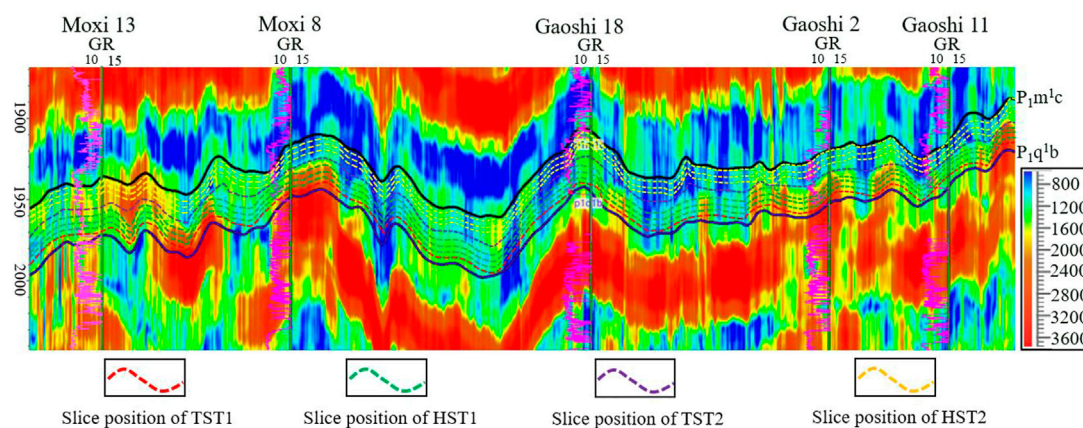 Moxi 13 Moxi 8 Gaoshi 18 Gaoshi 2 Gaoshi 11
GR GR GR GR GR
10 15 10 15 10 15 10 15 10 15
1900
1950
2000
P₁m¹c
P₁q¹b
p1q1b
800
1200
1600
2000
2400
2800
3200
3600
Slice position of TST1 Slice position of HST1 Slice position of TST2 Slice position of HST2